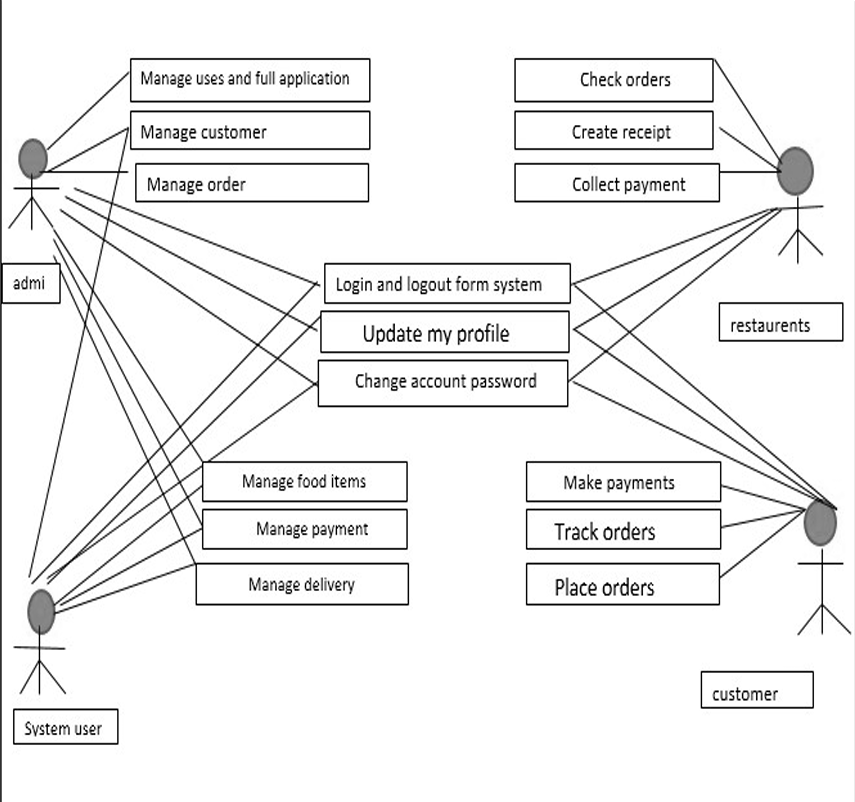 Manage uses and full application
Check orders
Manage customer
Create receipt
Manage order
Collect payment
admi
Login and logout form system
Update my profile
restaurents
Change account password
Manage food items
Make payments
Manage payment
Track orders
Manage delivery
Place orders
customer
System user